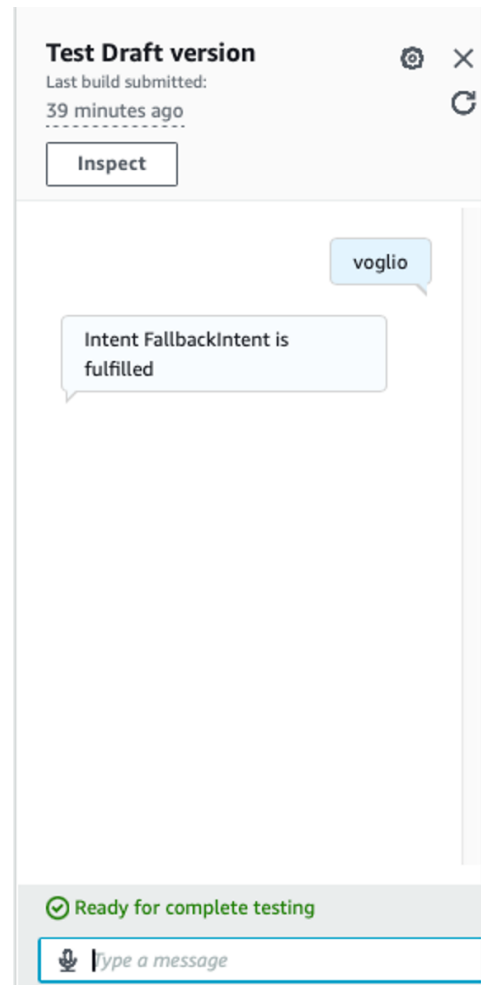 Test Draft version
Last build submitted:
39 minutes ago
Inspect
voglio
Intent FallbackIntent is
fulfilled
Ready for complete testing
Type a message